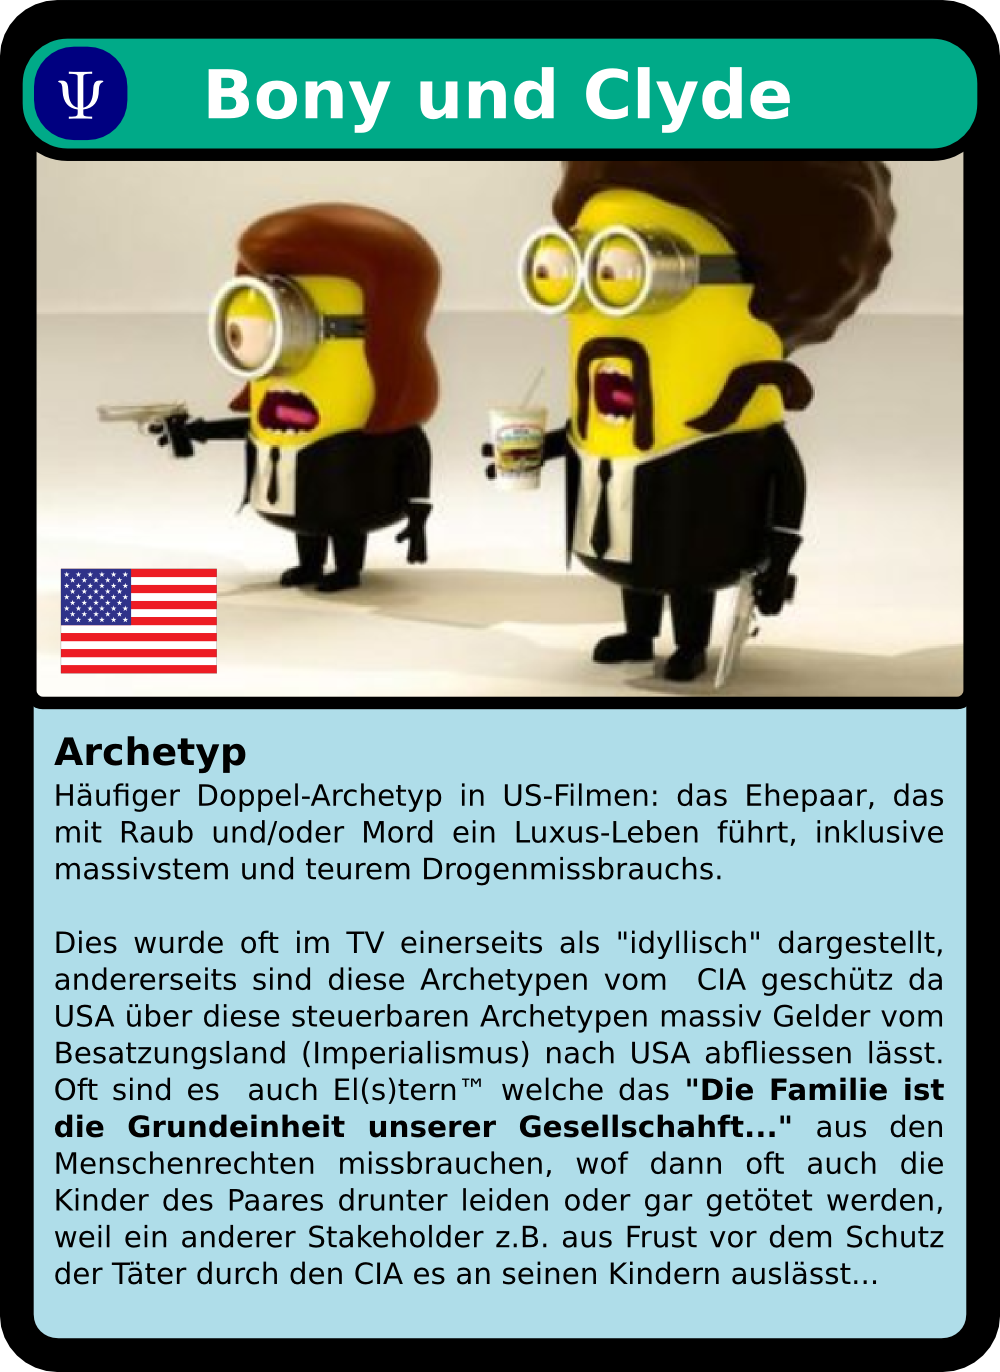 Ψ
Bony und Clyde
Archetyp
Häufiger Doppel-Archetyp in US-Filmen: das Ehepaar, das
mit Raub und/oder Mord ein Luxus-Leben führt, inklusive
massivstem und teurem Drogenmissbrauchs.
Dies wurde oft im TV einerseits als "idyllisch" dargestellt,
andererseits sind diese Archetypen vom  CIA geschütz da
USA über diese steuerbaren Archetypen massiv Gelder vom
Besatzungsland (Imperialismus) nach USA abfliessen lässt.
Oft sind es  auch El(s)tern™ welche das "Die Familie ist
die Grundeinheit unserer Gesellschahft..." aus den
Menschenrechten missbrauchen, wof dann oft auch die
Kinder des Paares drunter leiden oder gar getötet werden,
weil ein anderer Stakeholder z.B. aus Frust vor dem Schutz
der Täter durch den CIA es an seinen Kindern auslässt...